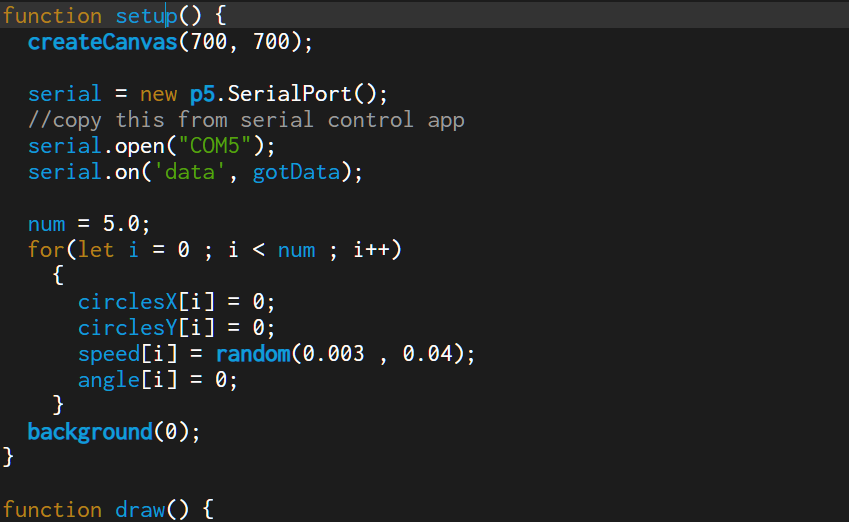 function setup() {
createCanvas(700, 700);
serial = new p5.SerialPort();
//copy this from serial control app
serial.open("COM5");
serial.on('data', gotData);
num = 5.0;
for(let i = 0 ; i < num ; i++)
{
circlesX[i] = 0;
circlesY[i] = 0;
speed[i] = random(0.003 , 0.04);
angle[i] = 0;
}
background(0);
}
function draw() {